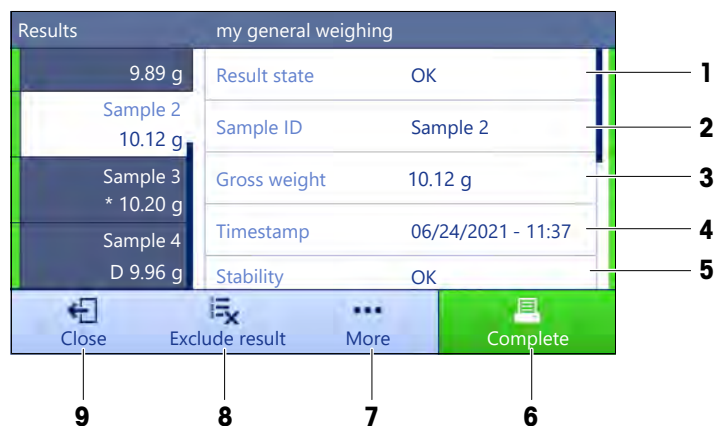 Results my general weighing
9.89 g Result state OK 1
Sample 2
10.12 g Sample ID Sample 2 2
Sample 3
* 10.20 g Gross weight 10.12 g 3
Sample 4 Timestamp 06/24/2021 - 11:37 4
D 9.96 g Stability OK 5
Close Exclude result More Complete
9 8 7 6